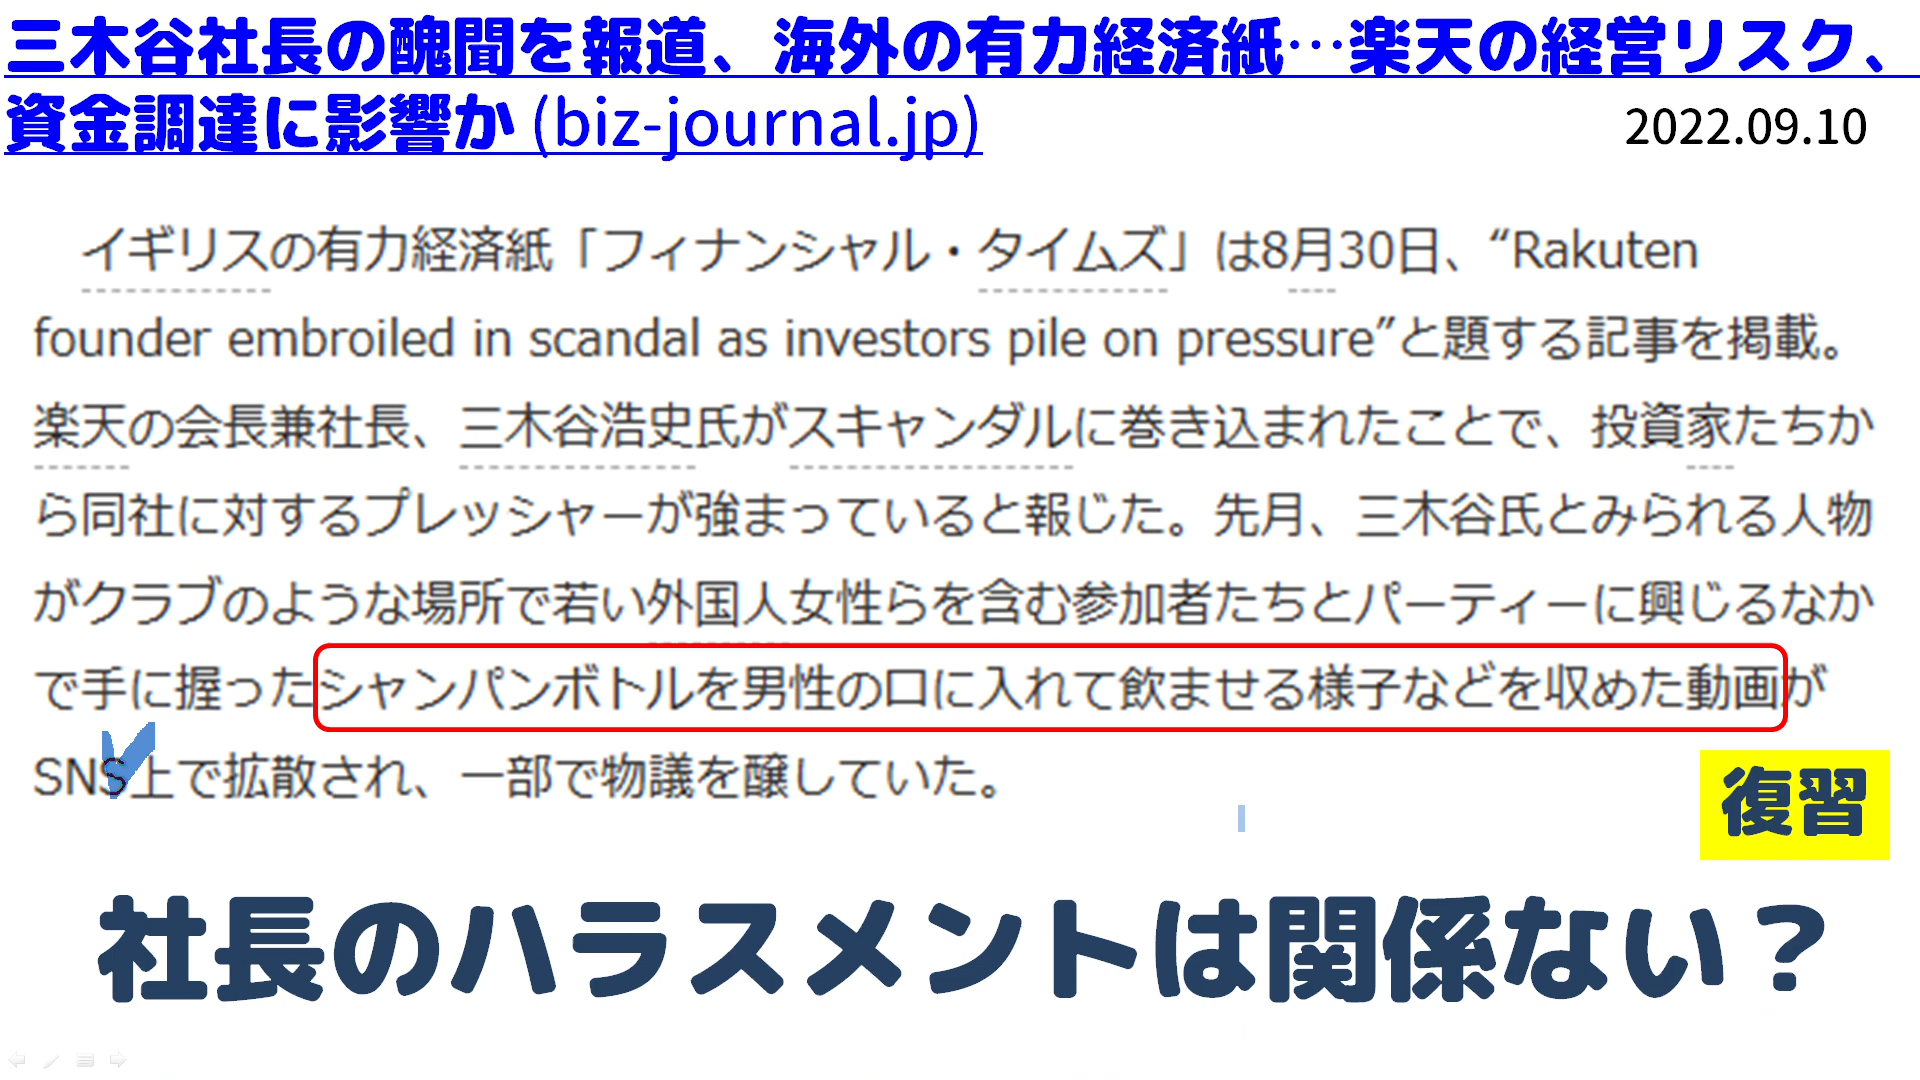 三木谷社長の醜聞を報道、海外の有力経済紙…楽天の経営リスク、
資金調達に影響か (biz-journal.jp)
2022.09.10
イギリスの有力経済紙「フィナンシャル・タイムズ」は8月30日、“Rakuten
founder embroiled in scandal as investors pile on pressure”と題する記事を掲載。
楽天の会長兼社長、三木谷浩史氏がスキャンダルに巻き込まれたことで、投資家たちか
ら同社に対するプレッシャーが強まっていると報じた。先月、三木谷氏とみられる人物
がクラブのような場所で若い外国人女性らを含む参加者たちとパーティーに興じるなか
で手に握ったシャンパンボトルを男性の口に入れて飲ませる様子などを収めた動画が
SNS上で拡散され、一部で物議を醸していた。
復習
社長のハラスメントは関係ない？